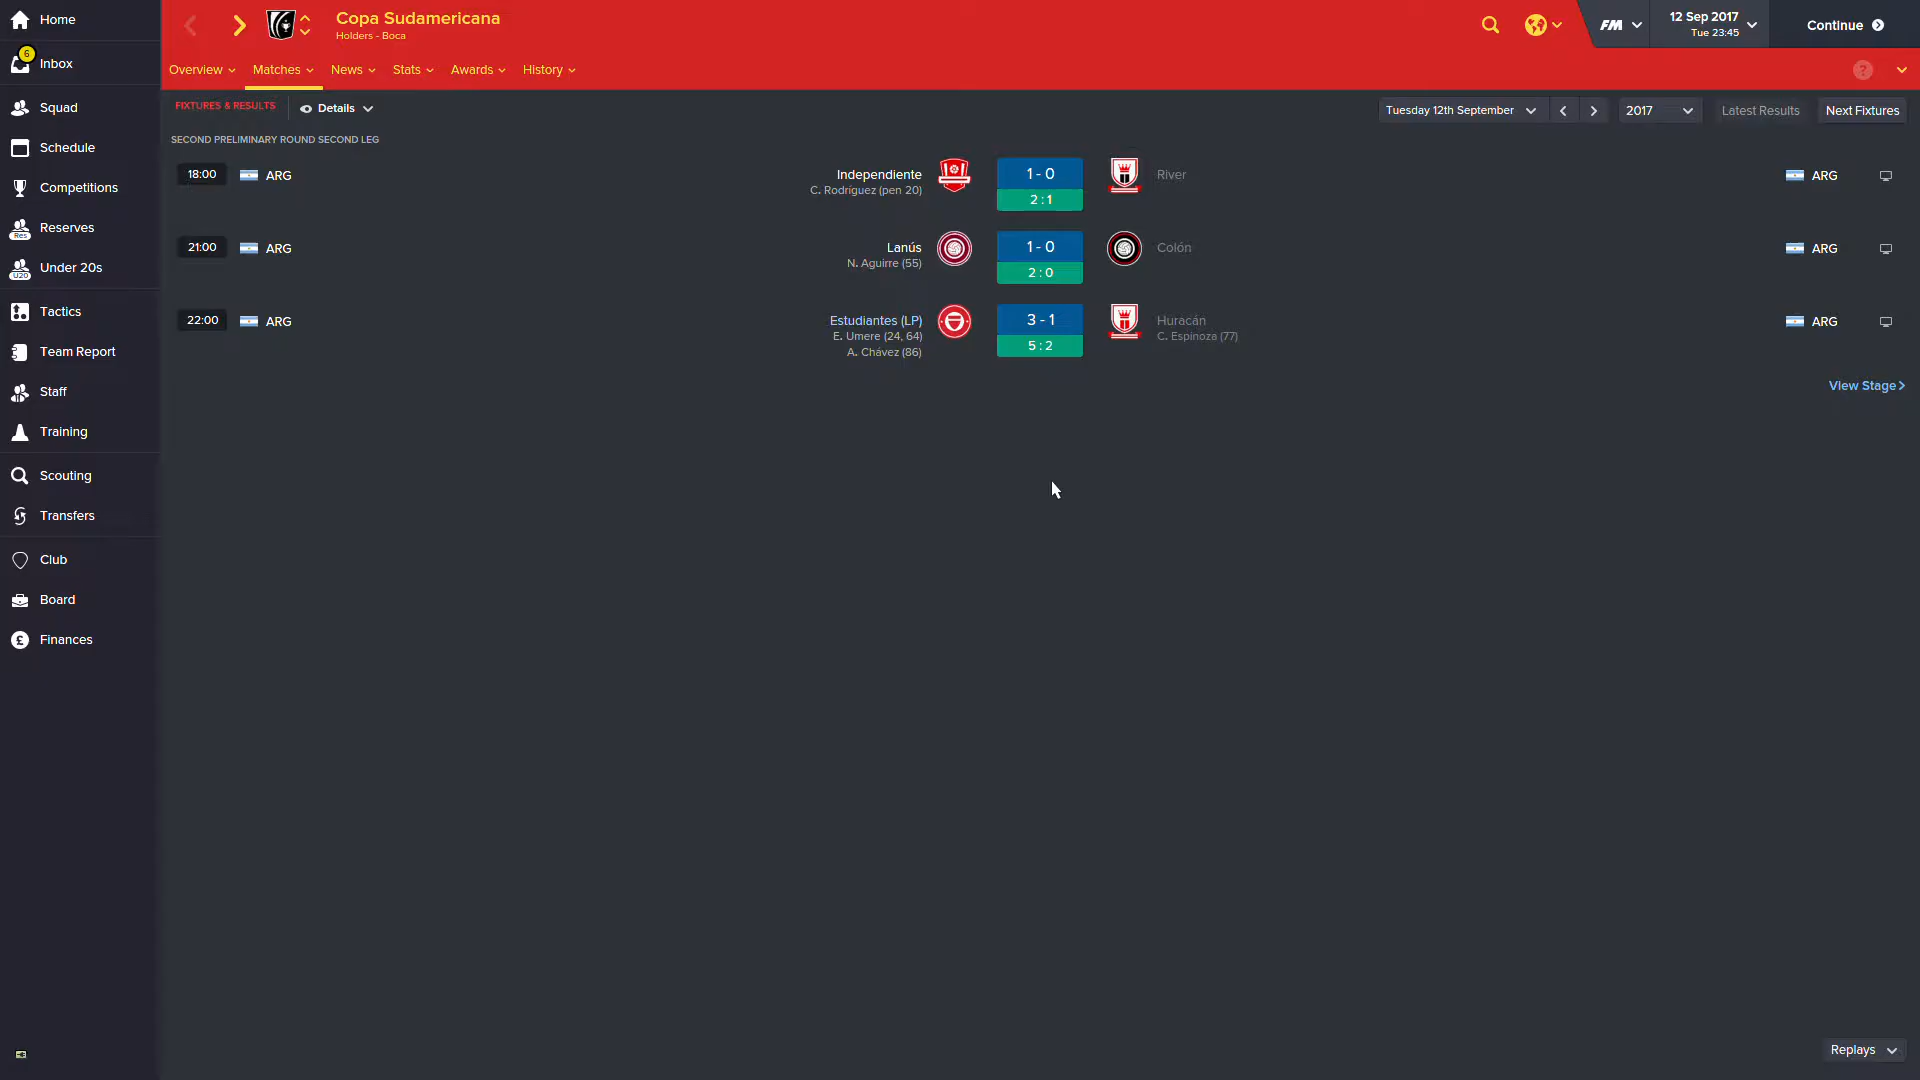 Home
6
Inbox
Squad
Schedule
Competitions
Res
Reserves
U20
Under 20s
Tactics
Team Report
Staff
Training
Scouting
Transfers
Club
Board
£
Finances
Copa Sudamericana
Holders - Boca
FM
12 Sep 2017
Tue 23:45
Continue
Overview
Matches
News
Stats
Awards
History
?
FIXTURES & RESULTS
Details
Tuesday 12th September
2017
Latest Results
Next Fixtures
SECOND PRELIMINARY ROUND SECOND LEG
18:00 ARG Independiente 1 - 0 River ARG
C. Rodríguez (pen 20) 2 : 1
21:00 ARG Lanús 1 - 0 Colón ARG
N. Aguirre (55) 2 : 0
22:00 ARG Estudiantes (LP) 3 - 1 Huracán ARG
E. Umere (24, 64) 5 : 2 C. Espinoza (77)
A. Chávez (86)
View Stage
Replays